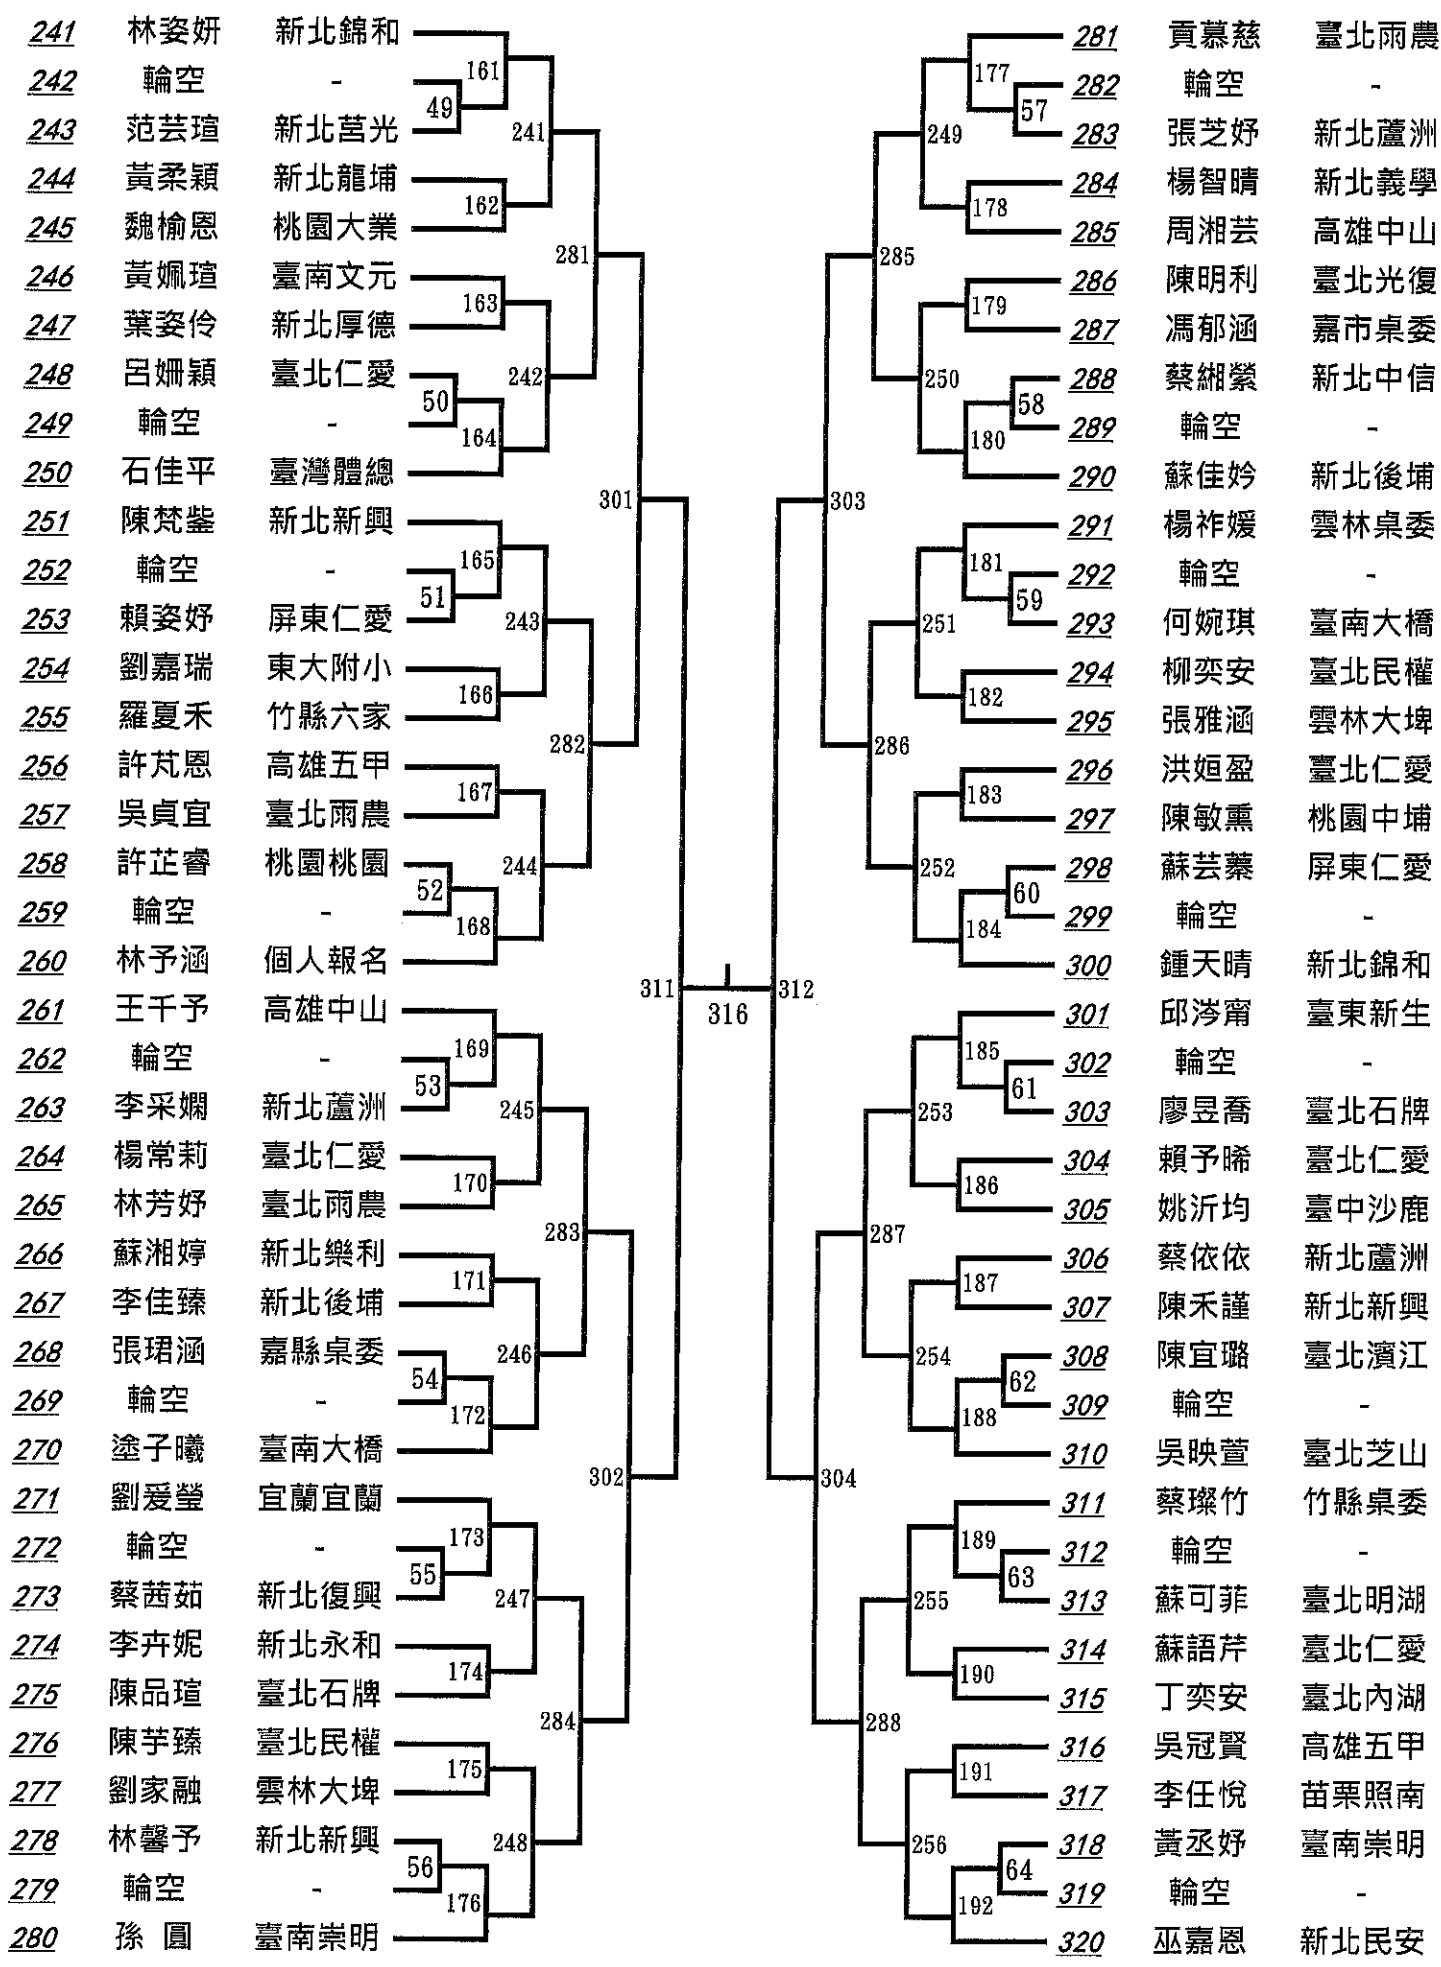 241 林姿妍 新北錦和
242 輪空 -
243 范芸瑄 新北莒光
244 黃柔穎 新北龍埔
245 魏榆恩 桃園大業
246 黃姵瑄 臺南文元
247 葉姿伶 新北厚德
248 呂姍穎 臺北仁愛
249 輪空 -
250 石佳平 臺灣體總
251 陳梵鈭 新北新興
252 輪空 -
253 賴姿妤 屏東仁愛
254 劉嘉瑞 東大附小
255 羅夏禾 竹縣六家
256 許芃恩 高雄五甲
257 吳貞宜 臺北雨農
258 許芷睿 桃園桃園
259 輪空 -
260 林予涵 個人報名
261 王千予 高雄中山
262 輪空 -
263 李采嫻 新北蘆洲
264 楊常莉 臺北仁愛
265 林芳妤 臺北雨農
266 蘇湘婷 新北樂利
267 李佳臻 新北後埔
268 張珺涵 嘉縣桌委
269 輪空 -
270 塗子曦 臺南大橋
271 劉爰瑩 宜蘭宜蘭
272 輪空 -
273 蔡茜茹 新北復興
274 李卉妮 新北永和
275 陳品瑄 臺北石牌
276 陳芓臻 臺北民權
277 劉家融 雲林大埤
278 林馨予 新北新興
279 輪空 -
280 孫 圓 臺南崇明
161
49
241
162
281
163
242
50
164
301
165
51
243
166
282
167
244
52
168
311
169
53
245
170
283
171
246
54
172
302
173
55
247
174
284
175
248
56
176
316
312
177
57
249
178
285
179
250
58
180
303
181
59
251
182
286
183
252
60
184
185
61
253
186
287
187
254
62
188
304
189
63
255
190
288
191
256
64
192
281 貢慕慈 臺北雨農
282 輪空 -
283 張芝妤 新北蘆洲
284 楊智晴 新北義學
285 周湘芸 高雄中山
286 陳明利 臺北光復
287 馮郁涵 嘉市桌委
288 蔡緗縈 新北中信
289 輪空 -
290 蘇佳妗 新北後埔
291 楊祚媛 雲林桌委
292 輪空 -
293 何婉琪 臺南大橋
294 柳奕安 臺北民權
295 張雅涵 雲林大埤
296 洪姮盈 臺北仁愛
297 陳敏熏 桃園中埔
298 蘇芸蓁 屏東仁愛
299 輪空 -
300 鍾天晴 新北錦和
301 邱涔甯 臺東新生
302 輪空 -
303 廖昱喬 臺北石牌
304 賴予晞 臺北仁愛
305 姚沂均 臺中沙鹿
306 蔡依依 新北蘆洲
307 陳禾謹 新北新興
308 陳宜璐 臺北濱江
309 輪空 -
310 吳映萱 臺北芝山
311 蔡璨竹 竹縣桌委
312 輪空 -
313 蘇可菲 臺北明湖
314 蘇語芹 臺北仁愛
315 丁奕安 臺北內湖
316 吳冠賢 高雄五甲
317 李任悅 苗栗照南
318 黃丞妤 臺南崇明
319 輪空 -
320 巫嘉恩 新北民安